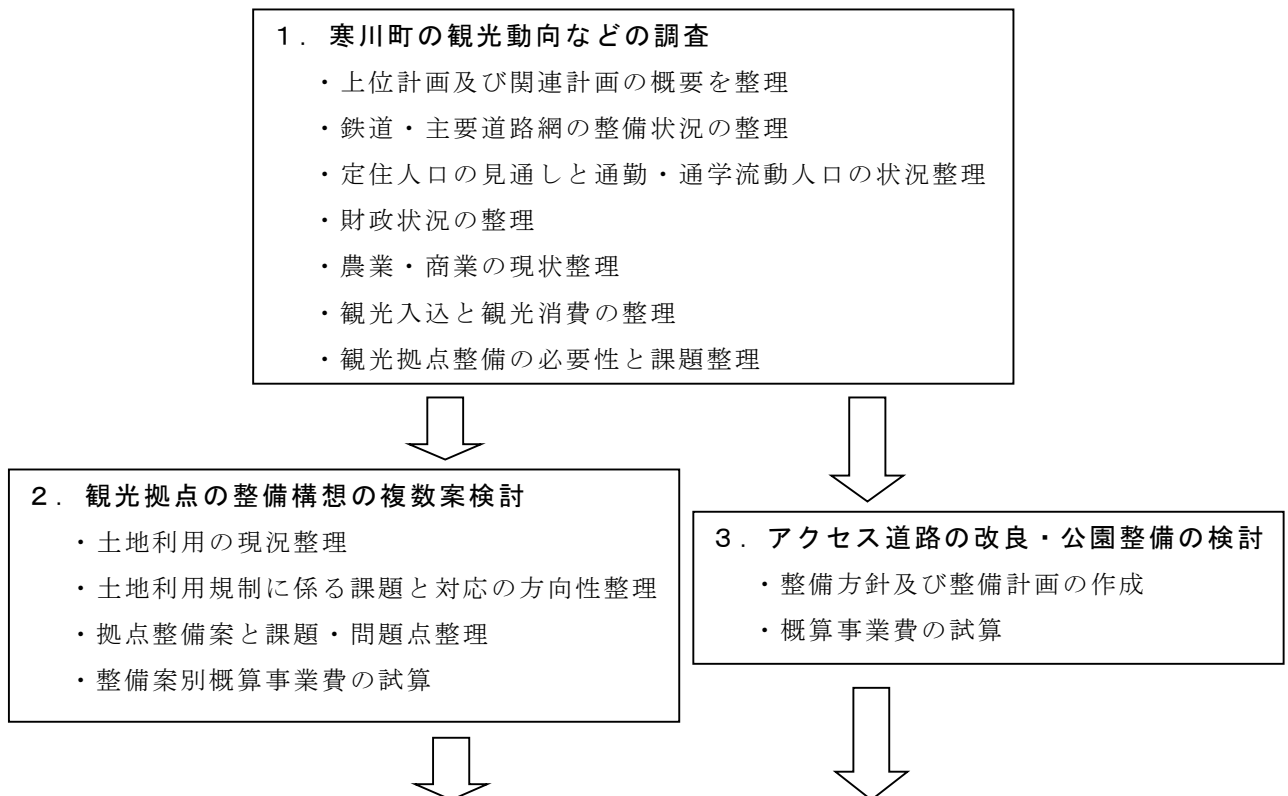 １．寒川町の観光動向などの調査
・上位計画及び関連計画の概要を整理
・鉄道・主要道路網の整備状況の整理
・定住人口の見通しと通勤・通学流動人口の状況整理
・財政状況の整理
・農業・商業の現状整理
・観光入込と観光消費の整理
・観光拠点整備の必要性と課題整理
２．観光拠点の整備構想の複数案検討
・土地利用の現況整理
・土地利用規制に係る課題と対応の方向性整理
・拠点整備案と課題・問題点整理
・整備案別概算事業費の試算
３．アクセス道路の改良・公園整備の検討
・整備方針及び整備計画の作成
・概算事業費の試算